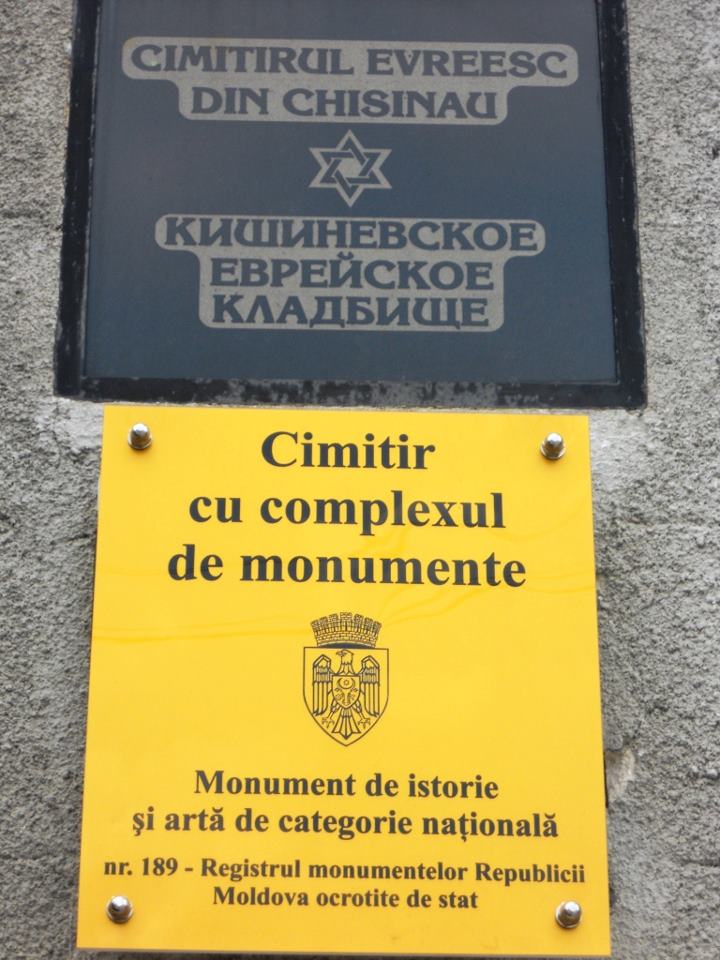 CIMITIRUL EVREESC
DIN CHISINAU
КИШИНЕВСКОЕ
ЕВРЕЙСКОЕ
КЛАДБИЩЕ
Cimitir
cu complexul
de monumente
Monument de istorie
şi artă de categorie naţională
nr. 189 - Registrul monumentelor Republicii
Moldova ocrotite de stat